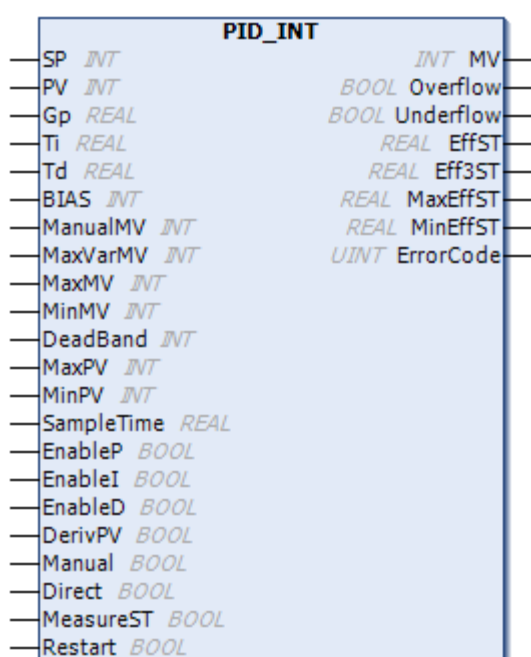 PID_INT
SP INT INT MV
PV INT BOOL Overflow
Gp REAL BOOL Underflow
Ti REAL REAL EffST
Td REAL REAL Eff3ST
BIAS INT REAL MaxEffST
ManualMV INT REAL MinEffST
MaxVarMV INT UINT ErrorCode
MaxMV INT
MinMV INT
DeadBand INT
MaxPV INT
MinPV INT
SampleTime REAL
EnableP BOOL
EnableI BOOL
EnableD BOOL
DerivPV BOOL
Manual BOOL
Direct BOOL
MeasureST BOOL
Restart BOOL